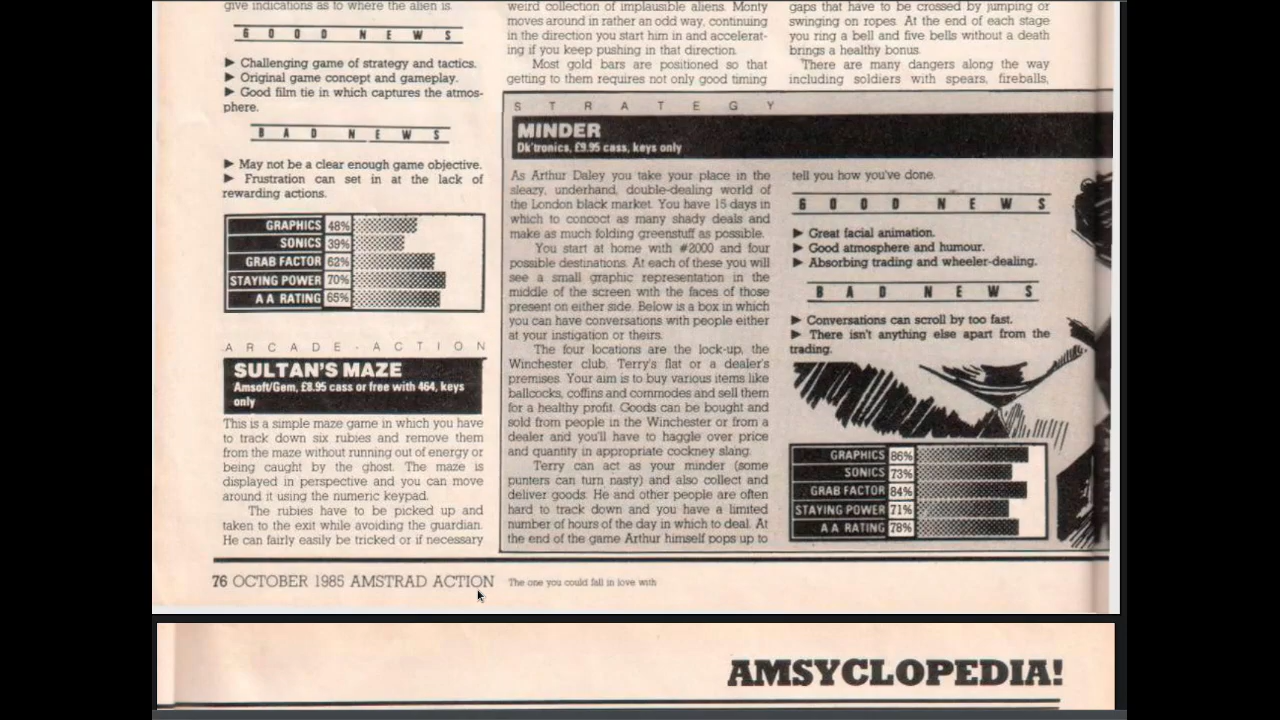 give indications as to where the alien is.
GOOD NEWS
► Challenging game of strategy and tactics.
► Original game concept and gameplay.
► Good film tie in which captures the atmos-
phere.
BAD NEWS
► May not be a clear enough game objective.
► Frustration can set in at the lack of
rewarding actions.
GRAPHICS 48%
SONICS 39%
GRAB FACTOR 62%
STAYING POWER 70%
A A RATING 65%
ARCADE-ACTION
SULTAN'S MAZE
Amsoft/Gem, £8.95 cass or free with 464, keys
only
This is a simple maze game in which you have
to track down six rubies and remove them
from the maze without running out of energy or
being caught by the ghost. The maze is
displayed in perspective and you can move
around it using the numeric keypad.
The rubies have to be picked up and
taken to the exit while avoiding the guardian.
He can fairly easily be tricked or if necessary
weird collection of implausible aliens. Monty
moves around in rather an odd way, continuing
in the direction you start him in and accelerat-
ing if you keep pushing in that direction.
Most gold bars are positioned so that
getting to them requires not only good timing
gaps that have to be crossed by jumping or
swinging on ropes. At the end of each stage
you ring a bell and five bells without a death
brings a healthy bonus.
There are many dangers along the way
including soldiers with spears, fireballs,
STRATEGY
MINDER
Dk'tronics, £9.95 cass, keys only
As Arthur Daley you take your place in the
sleazy, underhand, double-dealing world of
the London black market. You have 15 days in
which to concoct as many shady deals and
make as much folding greenstuff as possible.
You start at home with #2000 and four
possible destinations. At each of these you will
see a small graphic representation in the
middle of the screen with the faces of those
present on either side. Below is a box in which
you can have conversations with people either
at your instigation or theirs.
The four locations are the lock-up, the
Winchester club, Terry's flat or a dealer's
premises. Your aim is to buy various items like
ballcocks, coffins and commodes and sell them
for a healthy profit. Goods can be bought and
sold from people in the Winchester or from a
dealer and you'll have to haggle over price
and quantity in appropriate cockney slang.
Terry can act as your minder (some
punters can turn nasty) and also collect and
deliver goods. He and other people are often
hard to track down and you have a limited
number of hours of the day in which to deal. At
the end of the game Arthur himself pops up to
tell you how you've done.
GOOD NEWS
► Great facial animation.
► Good atmosphere and humour.
► Absorbing trading and wheeler-dealing.
BAD NEWS
► Conversations can scroll by too fast.
► There isn't anything else apart from the
trading.
GRAPHICS 86%
SONICS 73%
GRAB FACTOR 84%
STAYING POWER 71%
A A RATING 78%
76 OCTOBER 1985 AMSTRAD ACTION The one you could fall in love with
AMSYCLOPEDIA!